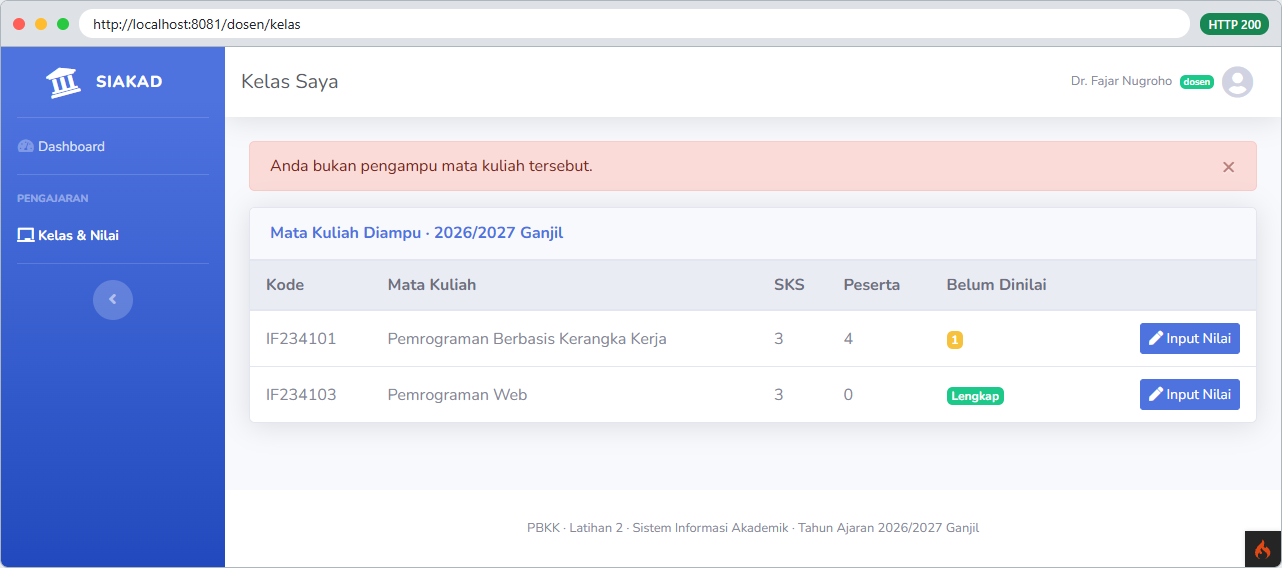 http://localhost:8081/dosen/kelas
HTTP 200
SIAKAD
Dashboard
PENGAJARAN
Kelas & Nilai
Kelas Saya
Dr. Fajar Nugroho dosen
Anda bukan pengampu mata kuliah tersebut.
Mata Kuliah Diampu · 2026/2027 Ganjil
Kode Mata Kuliah SKS Peserta Belum Dinilai
IF234101 Pemrograman Berbasis Kerangka Kerja 3 4 1 Input Nilai
IF234103 Pemrograman Web 3 0 Lengkap Input Nilai
PBKK · Latihan 2 · Sistem Informasi Akademik · Tahun Ajaran 2026/2027 Ganjil